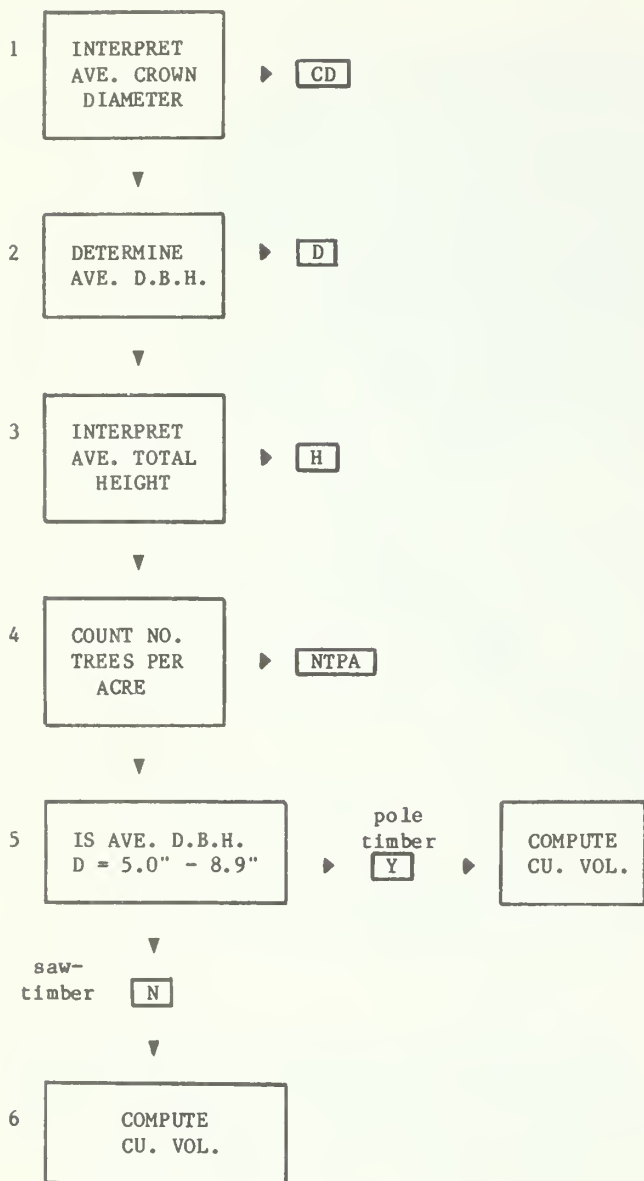 1
INTERPRET
AVE. CROWN
DIAMETER
CD
2
DETERMINE
AVE. D.B.H.
D
3
INTERPRET
AVE. TOTAL
HEIGHT
H
4
COUNT NO.
TREES PER
ACRE
NTPA
5
IS AVE. D.B.H.
D = 5.0" - 8.9"
pole
timber
Y
COMPUTE
CU. VOL.
saw-
timber
N
6
COMPUTE
CU. VOL.